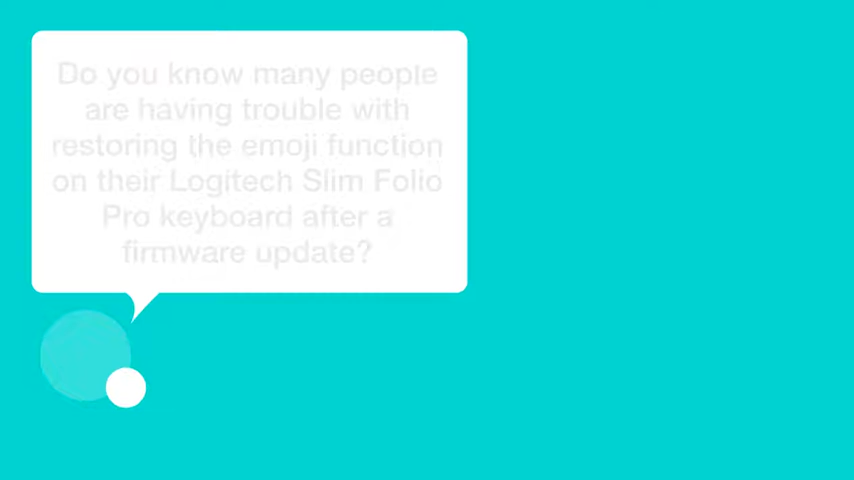 Do you know many people
are having trouble with
restoring the emoji function
on their Logitech Slim Folio
Pro keyboard after a
firmware update?